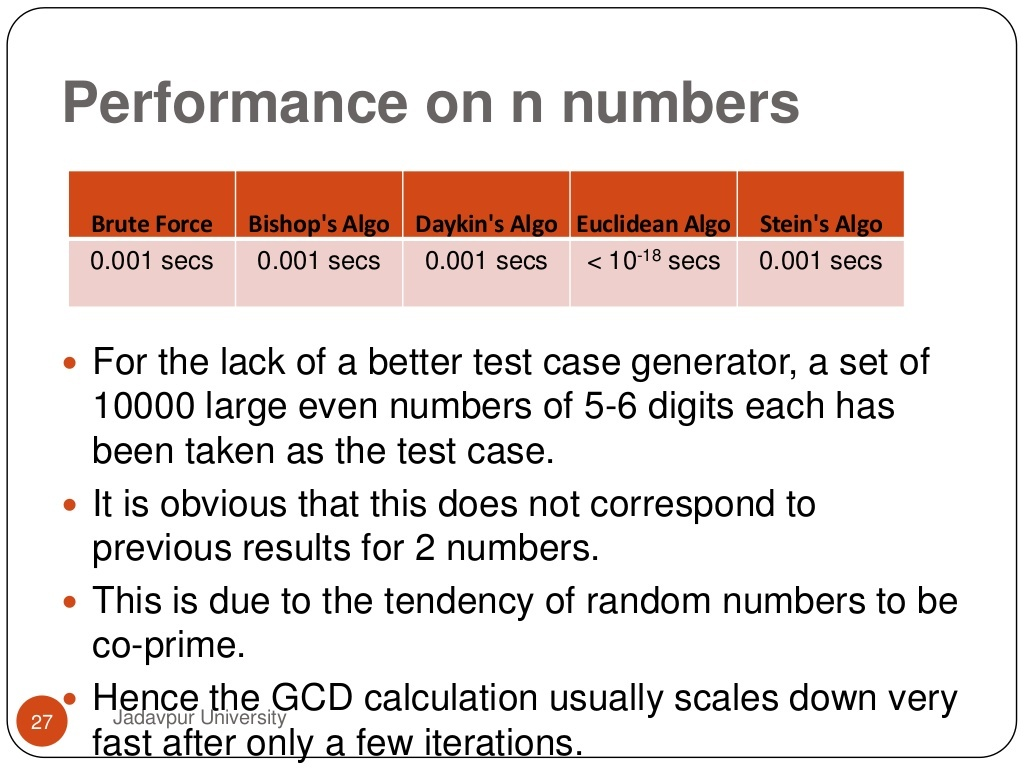 Performance on n numbers
Brute Force Bishop's Algo Daykin's Algo Euclidean Algo Stein's Algo
0.001 secs 0.001 secs 0.001 secs < 10⁻¹⁸ secs 0.001 secs
• For the lack of a better test case generator, a set of
10000 large even numbers of 5-6 digits each has
been taken as the test case.
• It is obvious that this does not correspond to
previous results for 2 numbers.
• This is due to the tendency of random numbers to be
co-prime.
• Hence the GCD calculation usually scales down very
fast after only a few iterations.
27 Jadavpur University